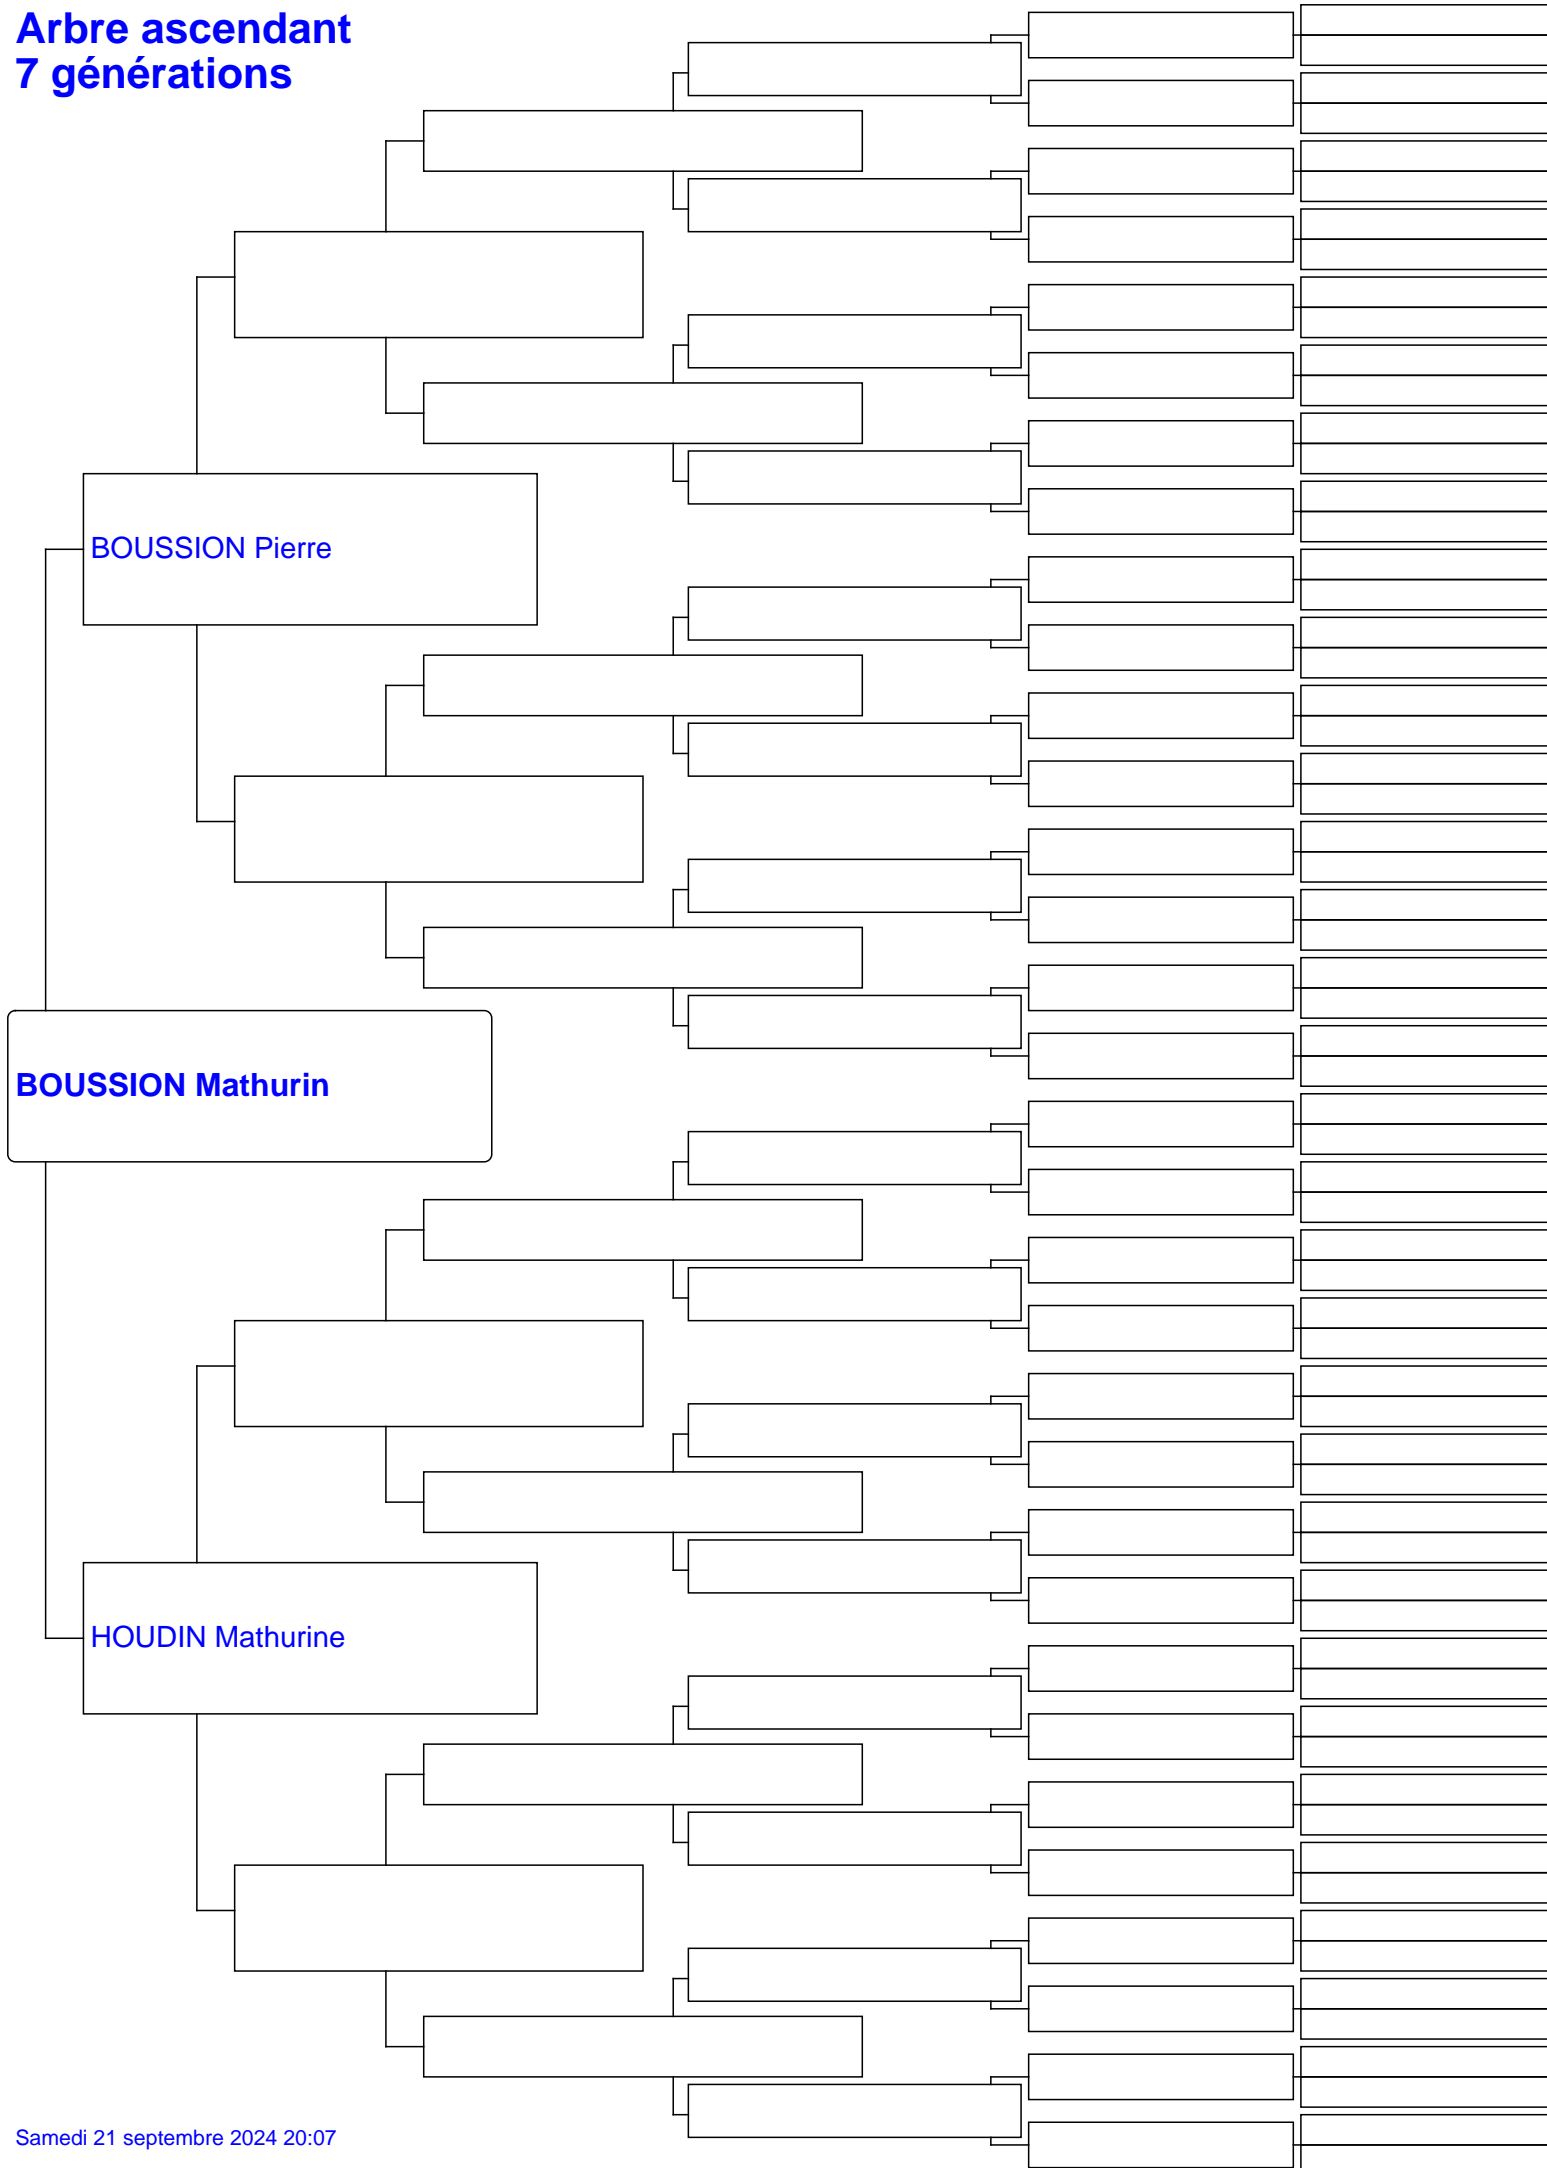 Arbre ascendant
7 générations
BOUSSION Pierre
BOUSSION Mathurin
HOUDIN Mathurine
Samedi 21 septembre 2024 20:07